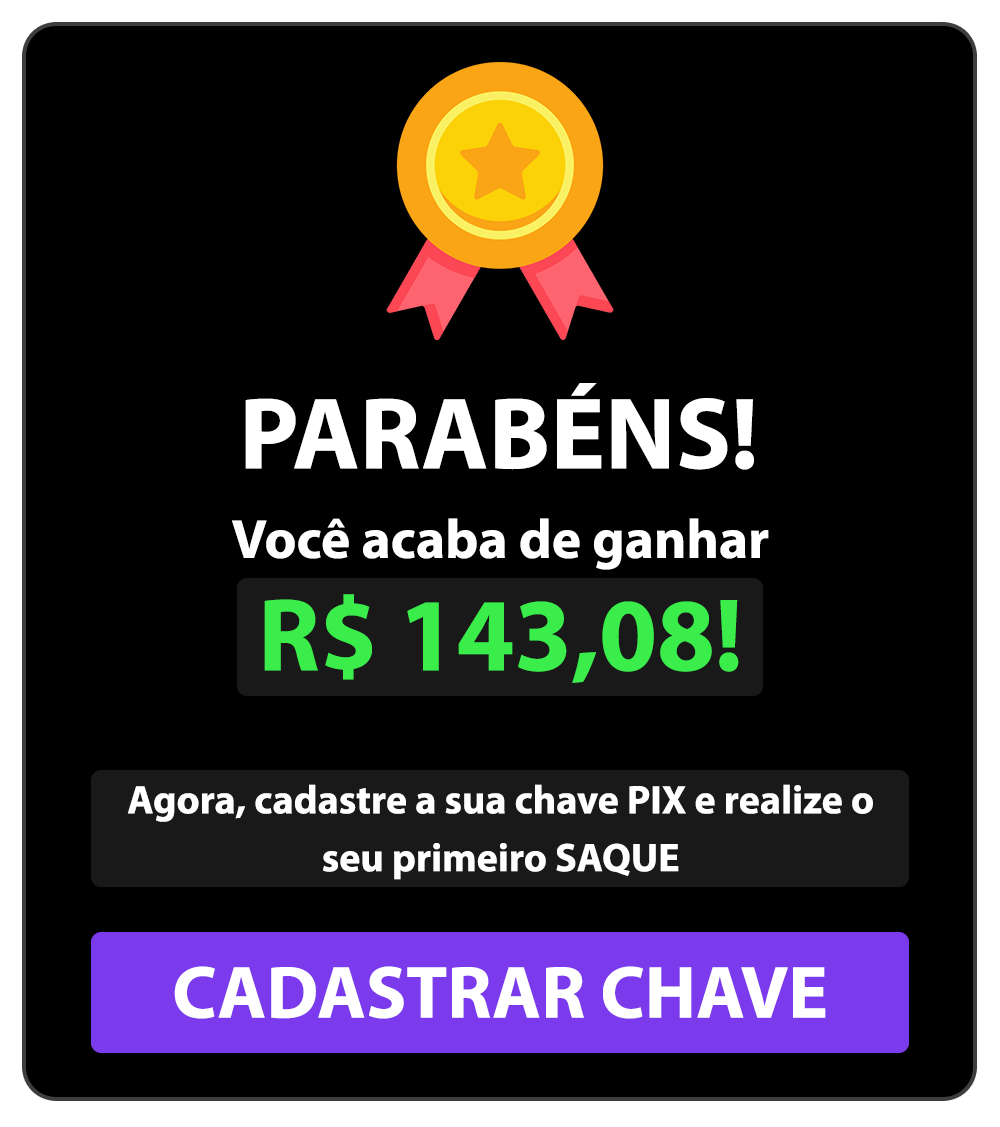 PARABÉNS!
Você acaba de ganhar
R$ 143,08!
Agora, cadastre a sua chave PIX e realize o
seu primeiro SAQUE
CADASTRAR CHAVE